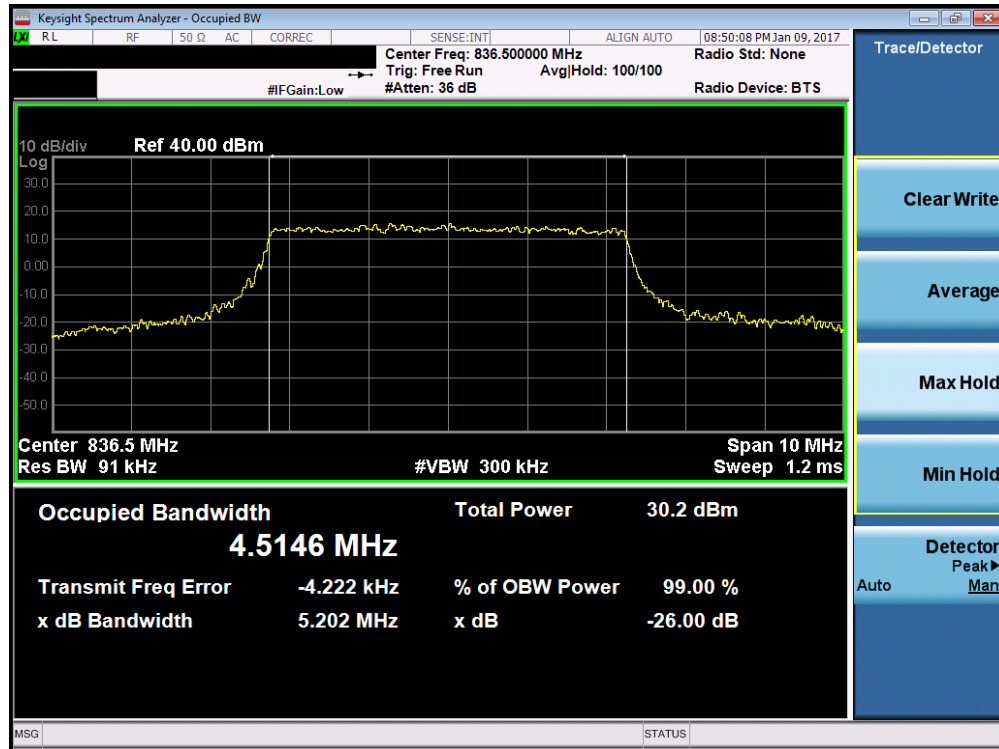 Keysight Spectrum Analyzer - Occupied BW
LXI RL RF 50 Ω AC CORREC SENSE:INT ALIGN AUTO 08:50:08 PM Jan 09, 2017
Center Freq: 836.500000 MHz Radio Std: None
Trig: Free Run Avg|Hold: 100/100
#IFGain:Low #Atten: 36 dB Radio Device: BTS
Trace/Detector
10 dB/div Ref 40.00 dBm
Log
30.0
20.0
10.0
0.00
-10.0
-20.0
-30.0
-40.0
-50.0
Center 836.5 MHz Span 10 MHz
Res BW 91 kHz #VBW 300 kHz Sweep 1.2 ms
Occupied Bandwidth Total Power 30.2 dBm
4.5146 MHz
Transmit Freq Error -4.222 kHz % of OBW Power 99.00 %
x dB Bandwidth 5.202 MHz x dB -26.00 dB
Clear Write
Average
Max Hold
Min Hold
Detector
Peak▶
Auto Man
MSG STATUS